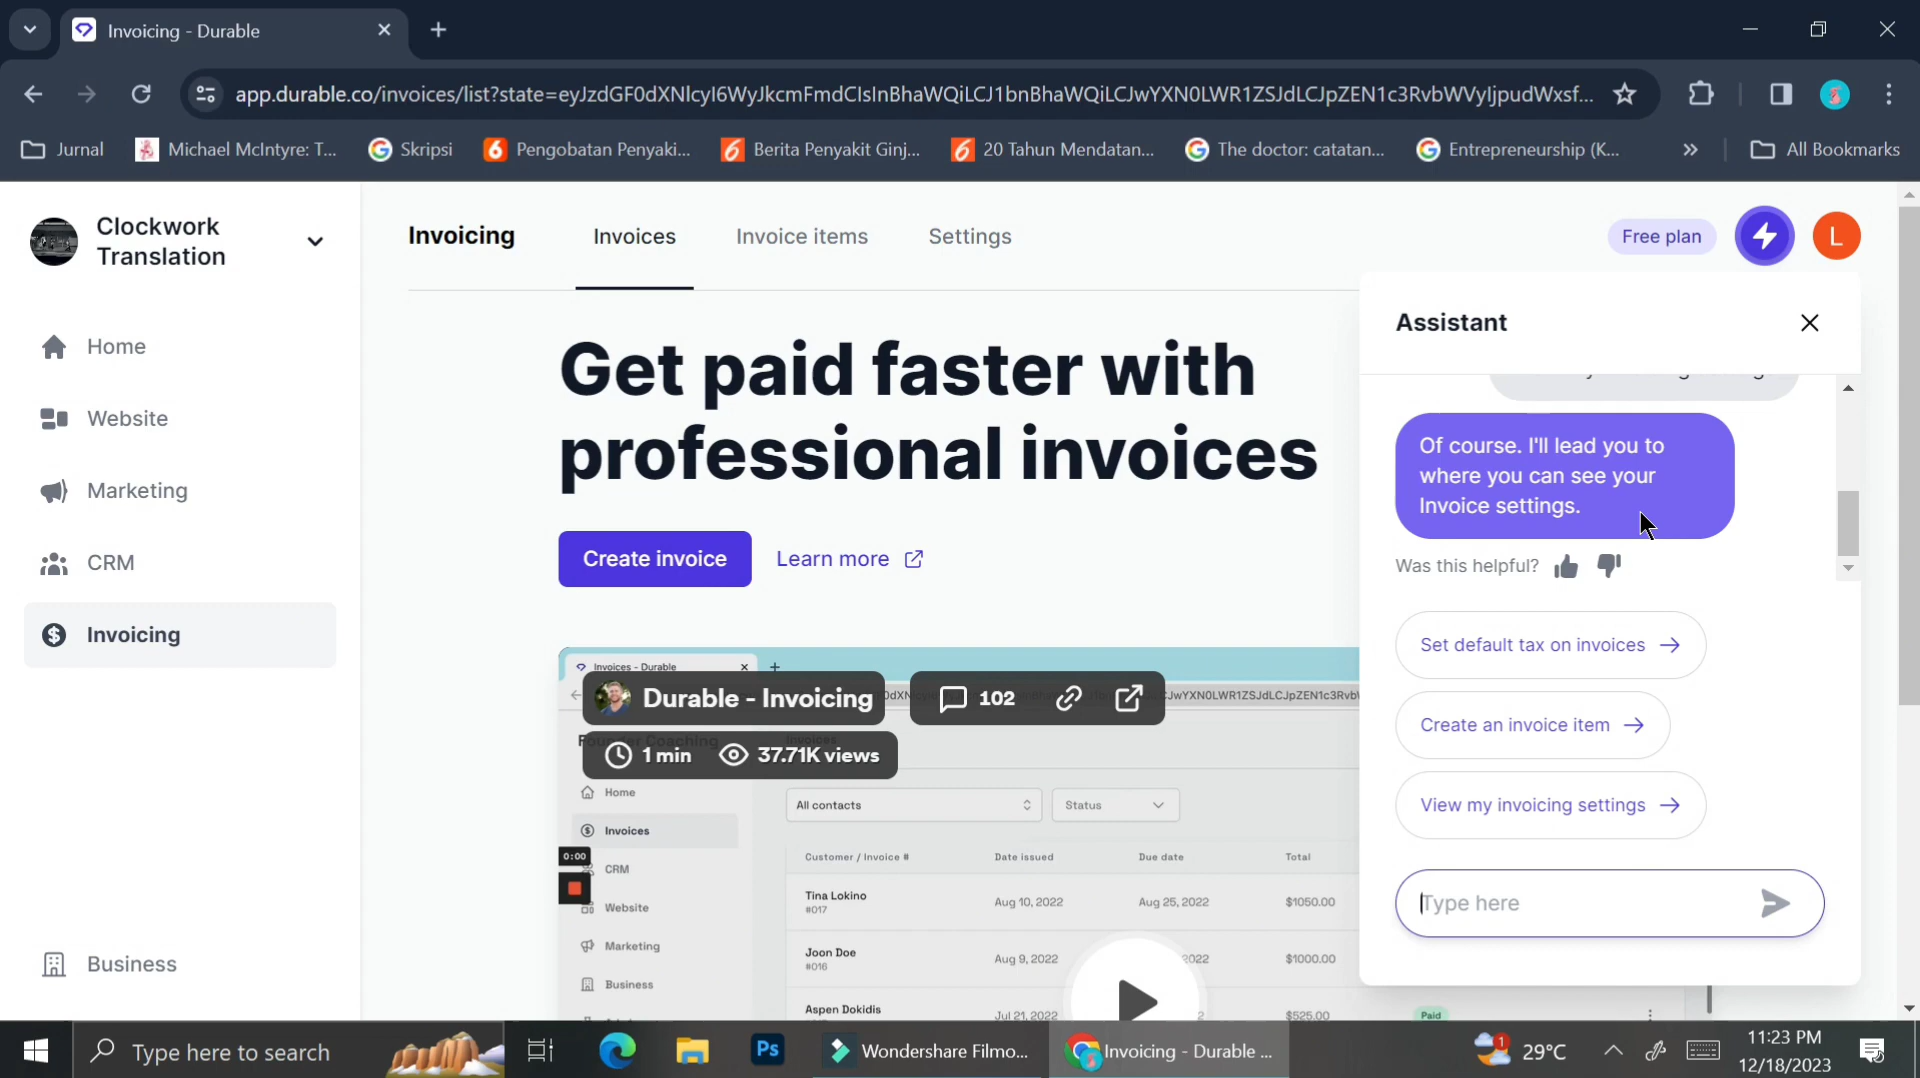 Invoicing - Durable
app.durable.co/invoices/list?state=eyJzdGF0dXNlcyI6WyJkcmFmdCIsInBhaWQiLCJ1bnBhaWQiLCJwYXN0LWR1ZSJdLCJpZEN1c3RvbWVyIjpudWxsf...
Jurnal
Michael McIntyre: T...
Skripsi
Pengobatan Penyaki...
Berita Penyakit Ginj...
20 Tahun Mendatan...
The doctor: catatan...
Entrepreneurship (K...
»
All Bookmarks
Clockwork
Translation
Home
Website
Marketing
CRM
Invoicing
Business
Invoicing
Invoices
Invoice items
Settings
Free plan
L
Get paid faster with
professional invoices
Create invoice
Learn more
Invoices - Durable
Durable - Invoicing
102
1 min
37.71K views
Founder Coaching
Invoices
Home
Invoices
0:00
CRM
Website
Marketing
Business
All contacts
Status
Customer / Invoice #
Date issued
Due date
Total
Tina Lokino
#017
Aug 10, 2022
Aug 25, 2022
$1050.00
Joon Doe
#016
Aug 9, 2022
2022
$1000.00
Aspen Dokidis
Jul 21, 2022
$525.00
Paid
Assistant
Of course. I'll lead you to
where you can see your
Invoice settings.
Was this helpful?
Set default tax on invoices
Create an invoice item
View my invoicing settings
Type here
Type here to search
Ps
Wondershare Filmo...
Invoicing - Durable ...
1
29°C
11:23 PM
12/18/2023